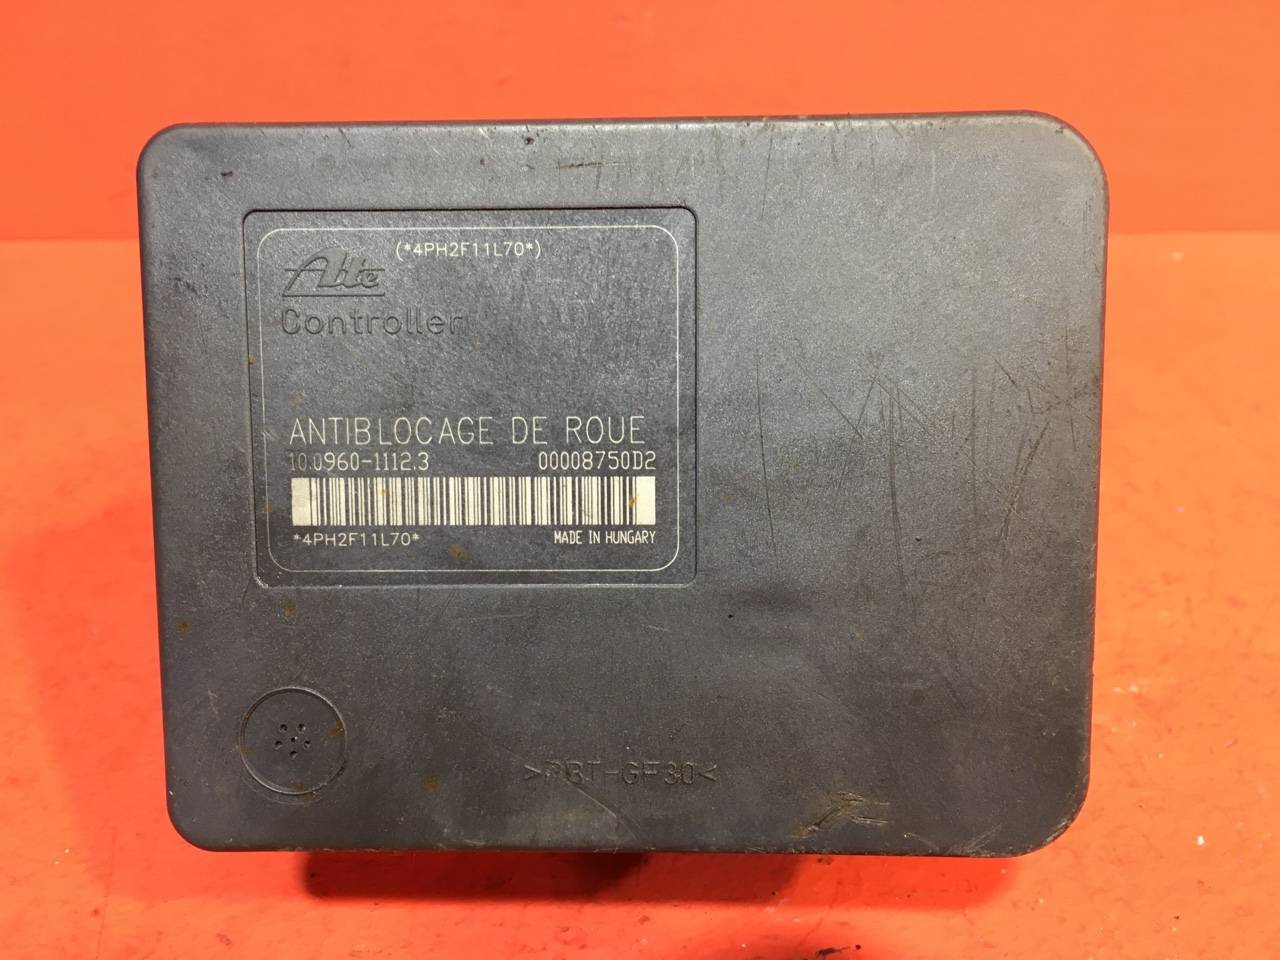 (*4PH2F11L70*)
Ate
Controller
ANTIBLOCAGE DE ROUE
10.0960-1112.3 00008750D2
*4PH2F11L70* MADE IN HUNGARY
>PBT-GF30<